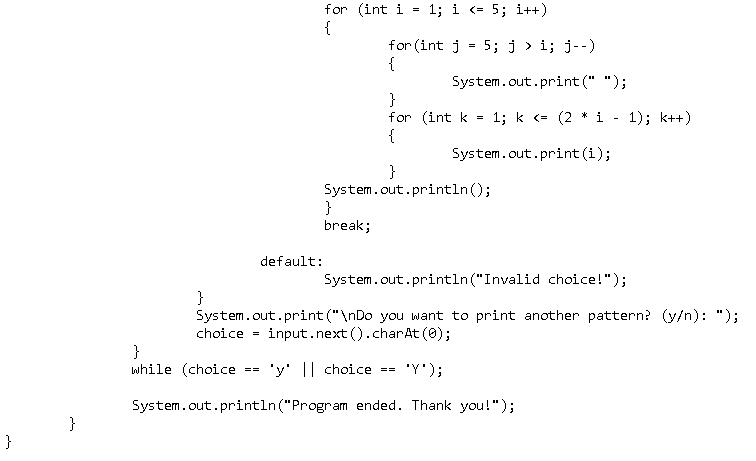 for (int i = 1; i <= 5; i++)
{
for(int j = 5; j > i; j--)
{
System.out.print(" ");
}
for (int k = 1; k <= (2 * i - 1); k++)
{
System.out.print(i);
}
System.out.println();
}
break;
default:
System.out.println("Invalid choice!");
}
System.out.print("\nDo you want to print another pattern? (y/n): ");
choice = input.next().charAt(0);
}
while (choice == 'y' || choice == 'Y');
System.out.println("Program ended. Thank you!");
}
}